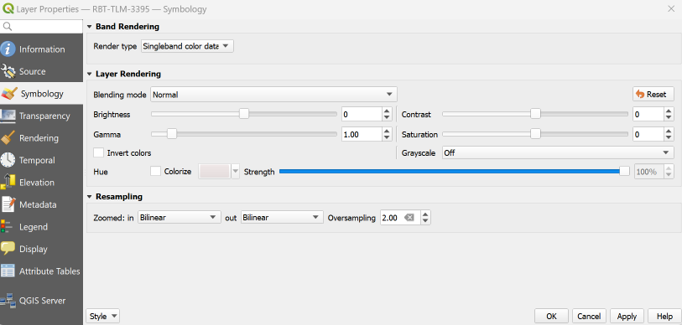 Layer Properties — RBT-TLM-3395 — Symbology
Information
Source
Symbology
Transparency
Rendering
Temporal
Elevation
Metadata
Legend
Display
Attribute Tables
QGIS Server
Band Rendering
Render type Singleband color data
Layer Rendering
Blending mode Normal Reset
Brightness 0 Contrast 0
Gamma 1.00 Saturation 0
Invert colors Grayscale Off
Hue Colorize Strength 100%
Resampling
Zoomed: in Bilinear out Bilinear Oversampling 2.00
Style OK Cancel Apply Help